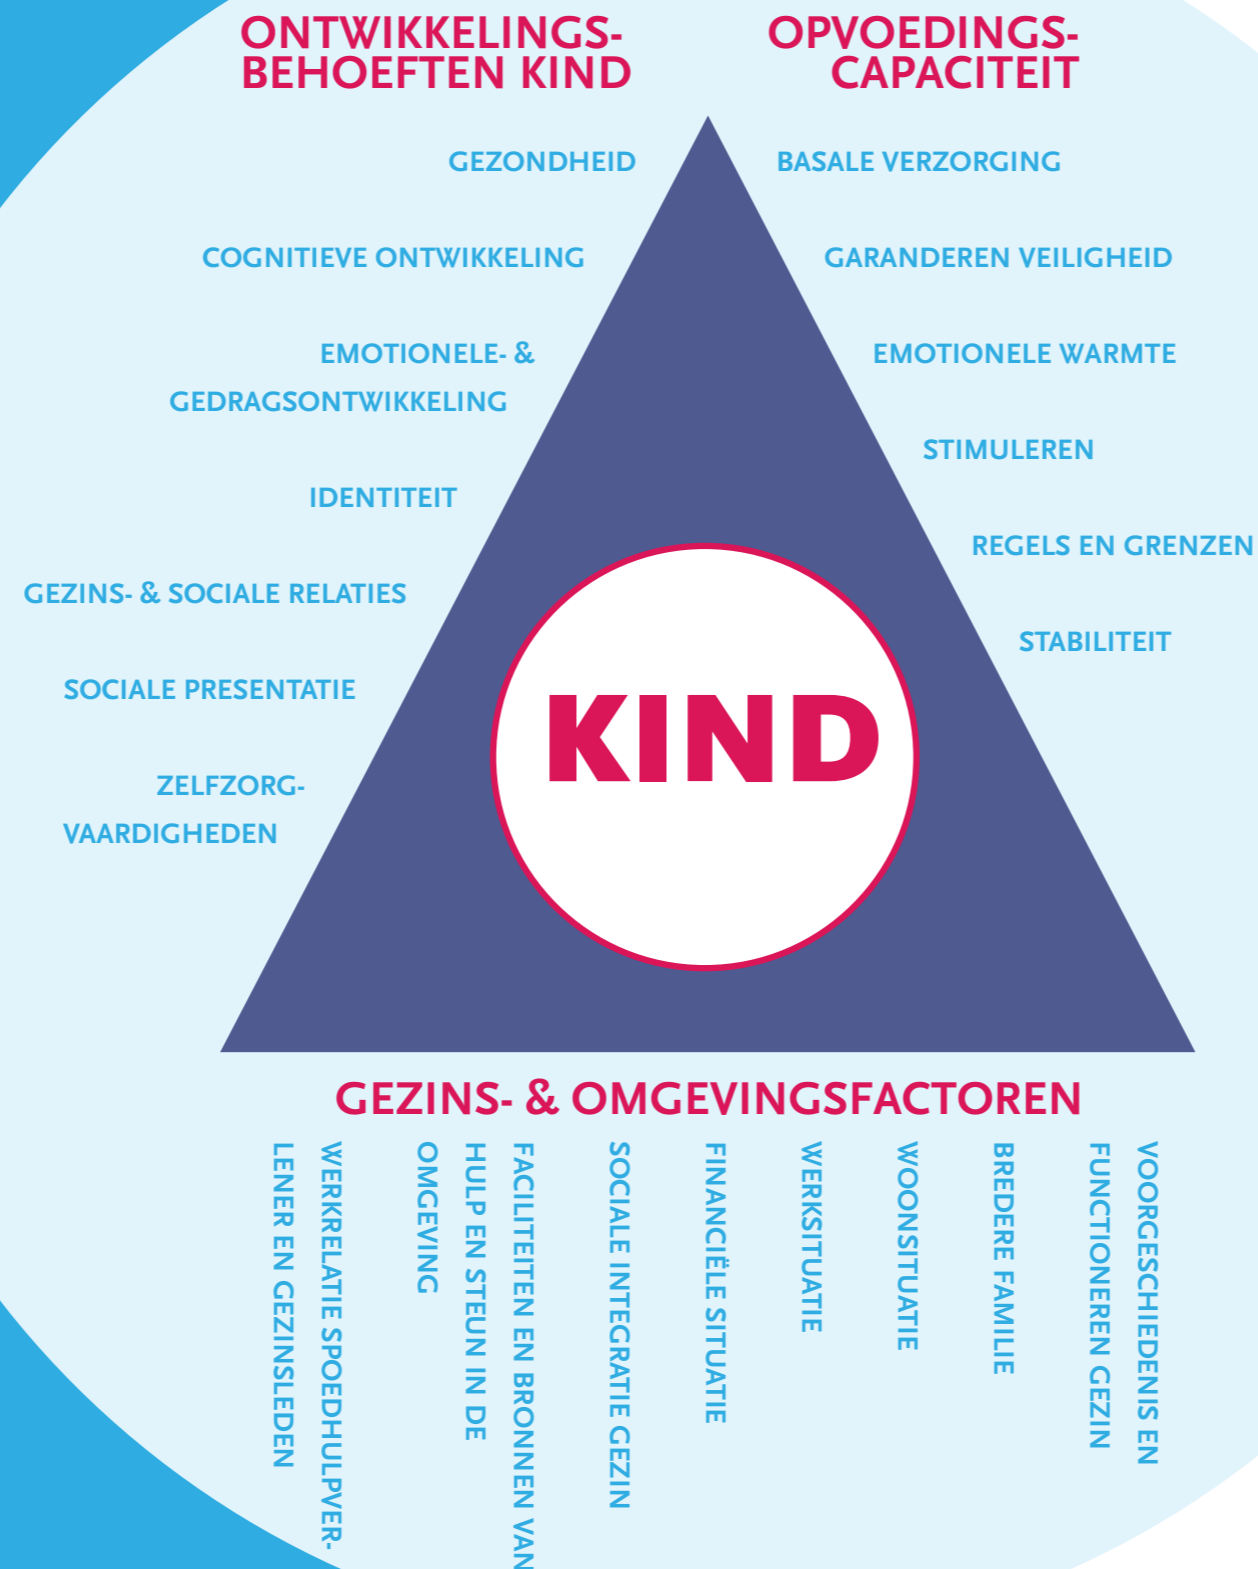 ONTWIKKELINGS-
BEHOEFTEN KIND
GEZONDHEID
COGNITIEVE ONTWIKKELING
EMOTIONELE- &
GEDRAGSONTWIKKELING
IDENTITEIT
GEZINS- & SOCIALE RELATIES
SOCIALE PRESENTATIE
ZELFZORG-
VAARDIGHEDEN
OPVOEDINGS-
CAPACITEIT
BASALE VERZORGING
GARANDEREN VEILIGHEID
EMOTIONELE WARMTE
STIMULEREN
REGELS EN GRENZEN
STABILITEIT
KIND
GEZINS- & OMGEVINGSFACTOREN
VOORGESCHIEDENIS EN
FUNCTIONEREN GEZIN
BREDERE FAMILIE
WOONSITUATIE
WERKSITUATIE
FINANCIËLE SITUATIE
SOCIALE INTEGRATIE GEZIN
FACILITEITEN EN BRONNEN VAN
HULP EN STEUN IN DE
OMGEVING
WERKRELATIE SPOEDHULPVER-
LENER EN GEZINSLEDEN